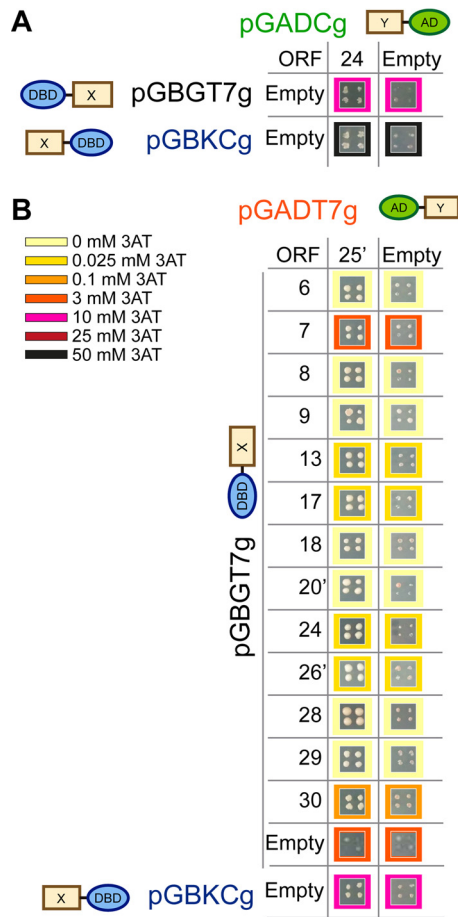 A
pGADCg
Y AD
ORF 24 Empty
DBD X pGBGT7g Empty
X DBD pGBKCg Empty
B
pGADT7g
AD Y
0 mM 3AT
0.025 mM 3AT
0.1 mM 3AT
3 mM 3AT
10 mM 3AT
25 mM 3AT
50 mM 3AT
ORF 25' Empty
6
7
8
9
13
17
18
20'
24
26'
28
29
30
Empty
X
DBD
pGBGT7g
X DBD pGBKCg Empty